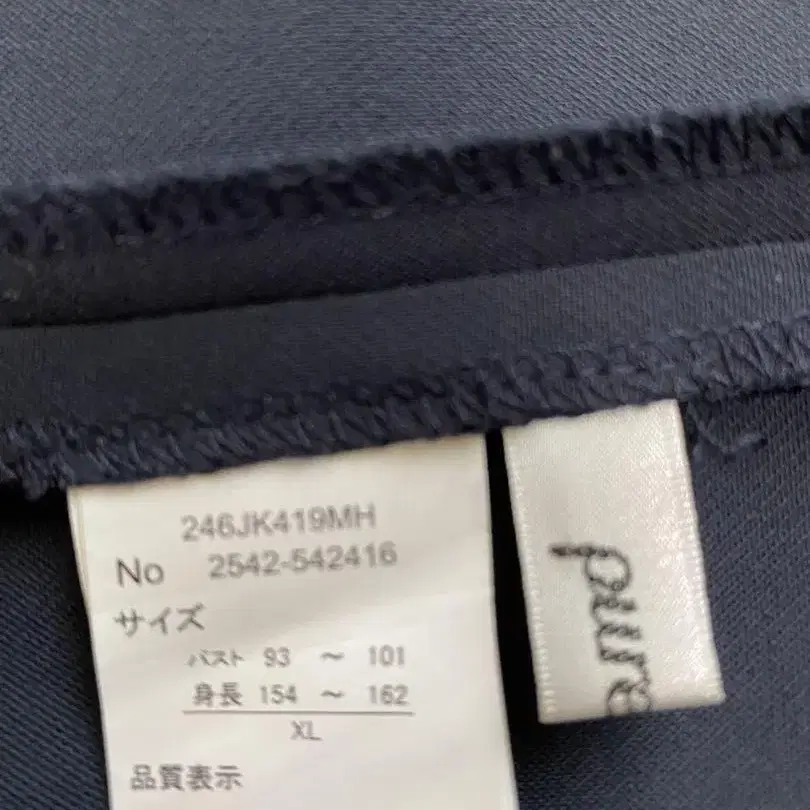 246JK419MH
No 2542-542416
サイズ
バスト 93 ～ 101
身長 154 ～ 162
XL
品質表示
pure